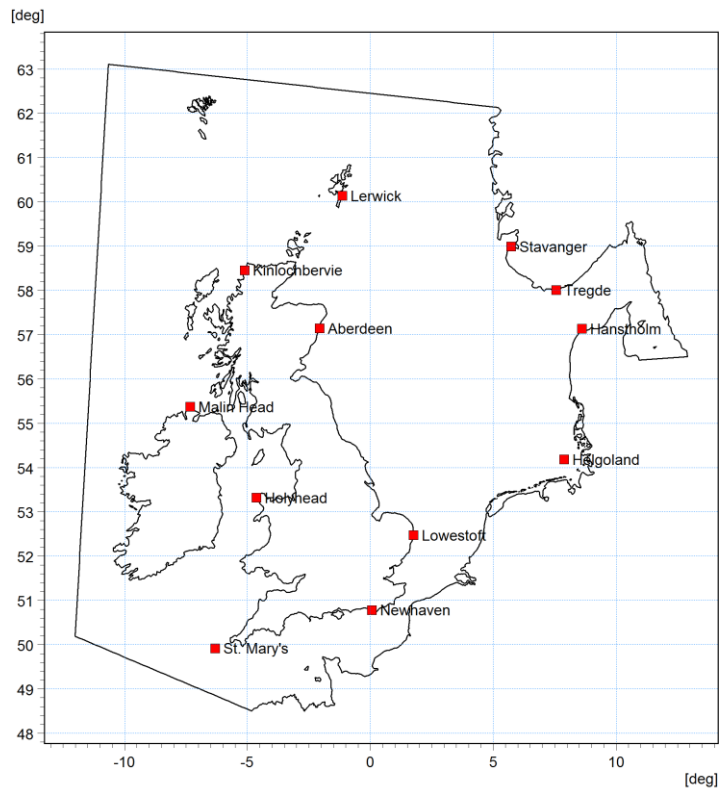 [deg]
63
62
61
60
59
58
57
56
55
54
53
52
51
50
49
48
Lerwick
Stavanger
Kinlochbervie
Tregde
Aberdeen
Hanstholm
Malin Head
Helgoland
Holyhead
Lowestoft
Newhaven
St. Mary's
-10
-5
0
5
10
[deg]